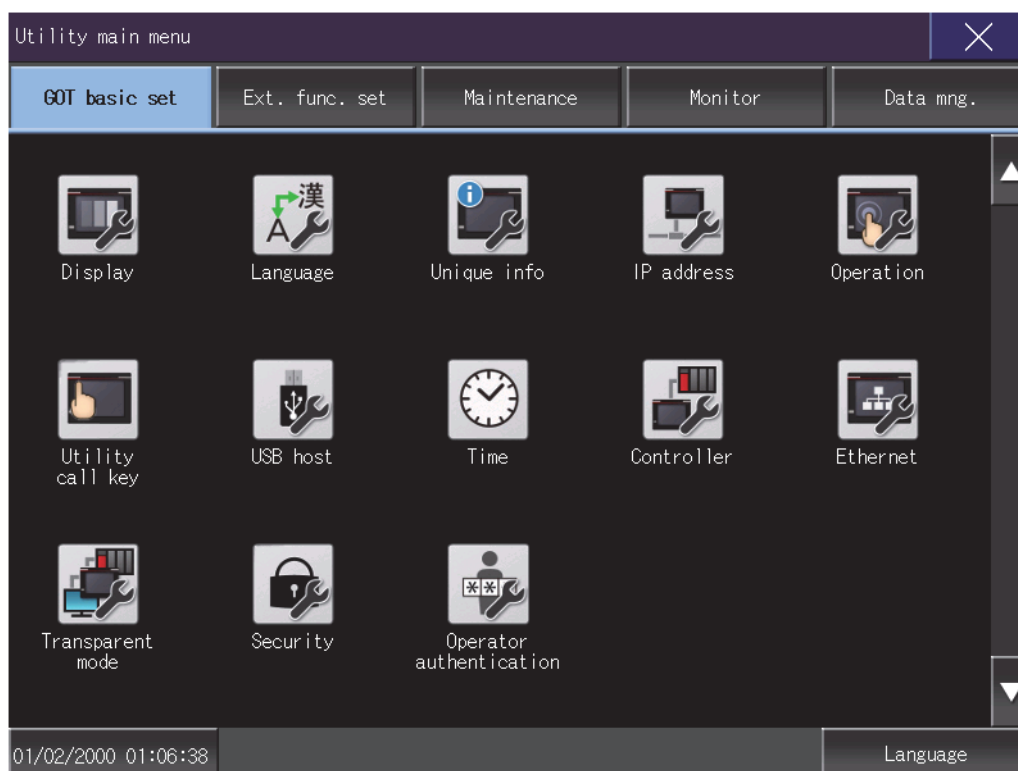 Utility main menu
GOT basic set
Ext. func. set
Maintenance
Monitor
Data mng.
漢
A
Display
Language
Unique info
IP address
Operation
Utility
call key
USB host
Time
Controller
Ethernet
**
Transparent
mode
Security
Operator
authentication
01/02/2000 01:06:38
Language